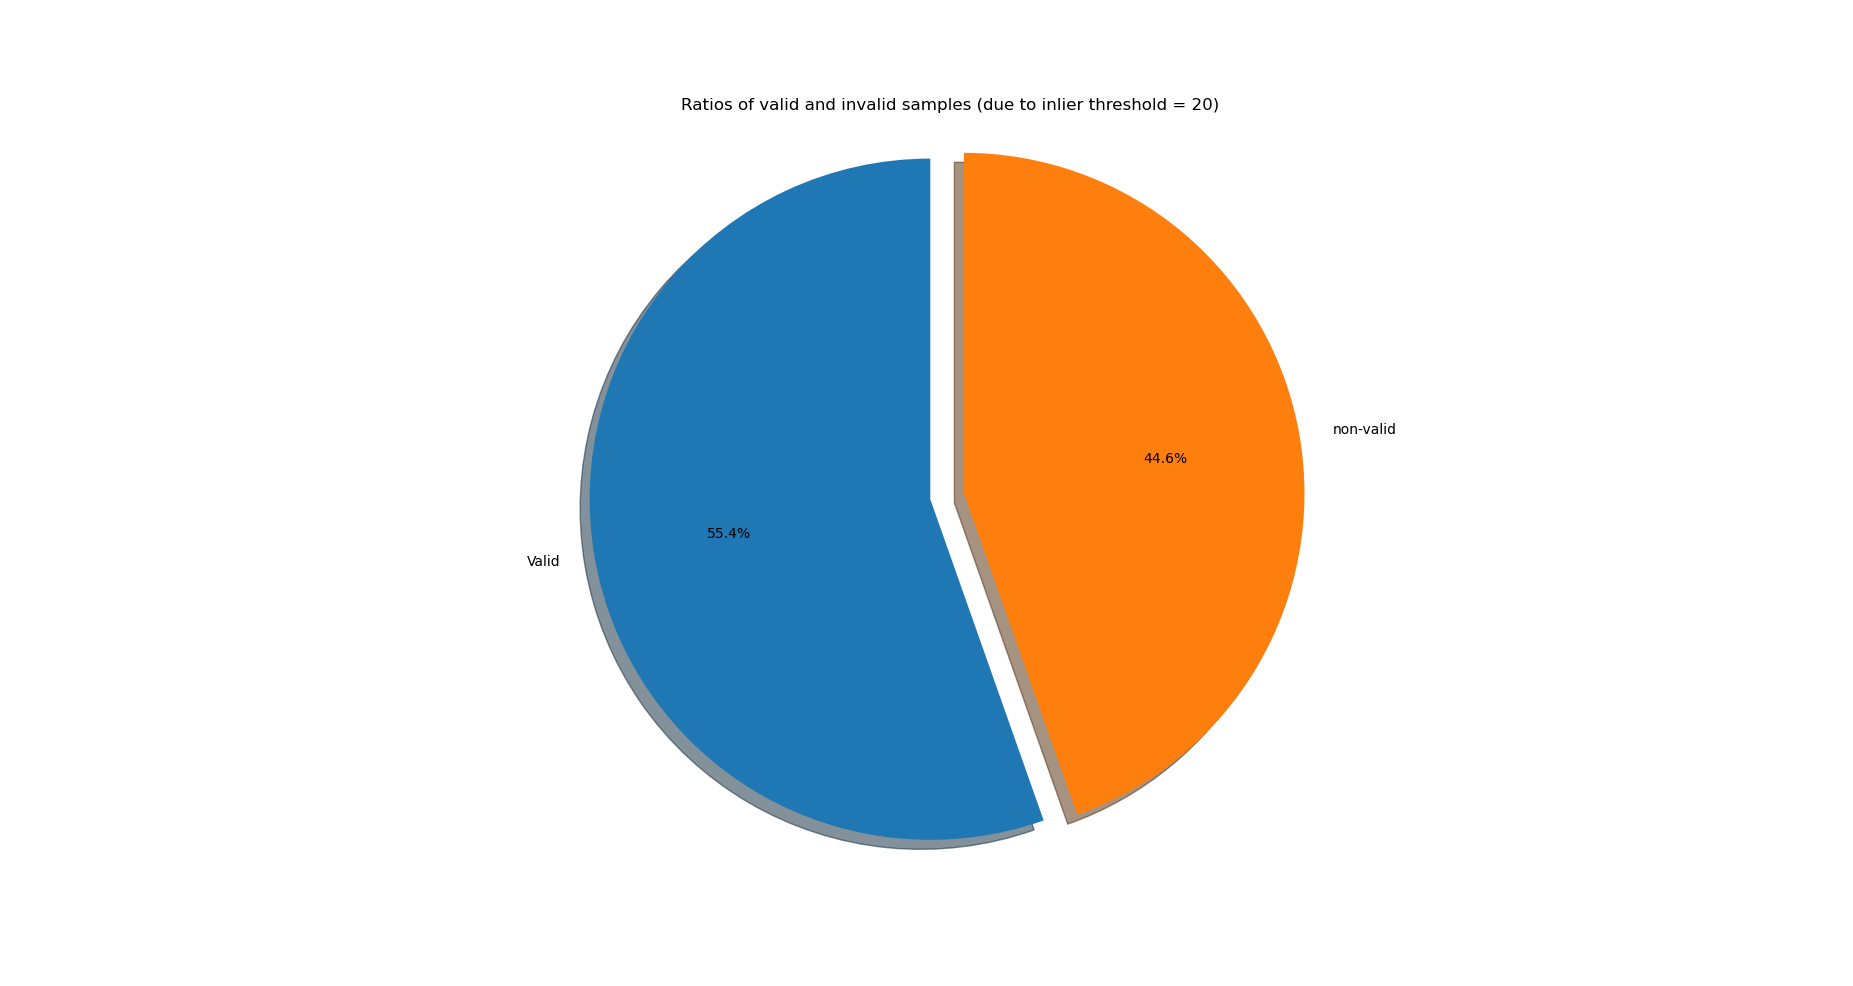 Ratios of valid and invalid samples (due to inlier threshold = 20)
non-valid
44.6%
55.4%
Valid